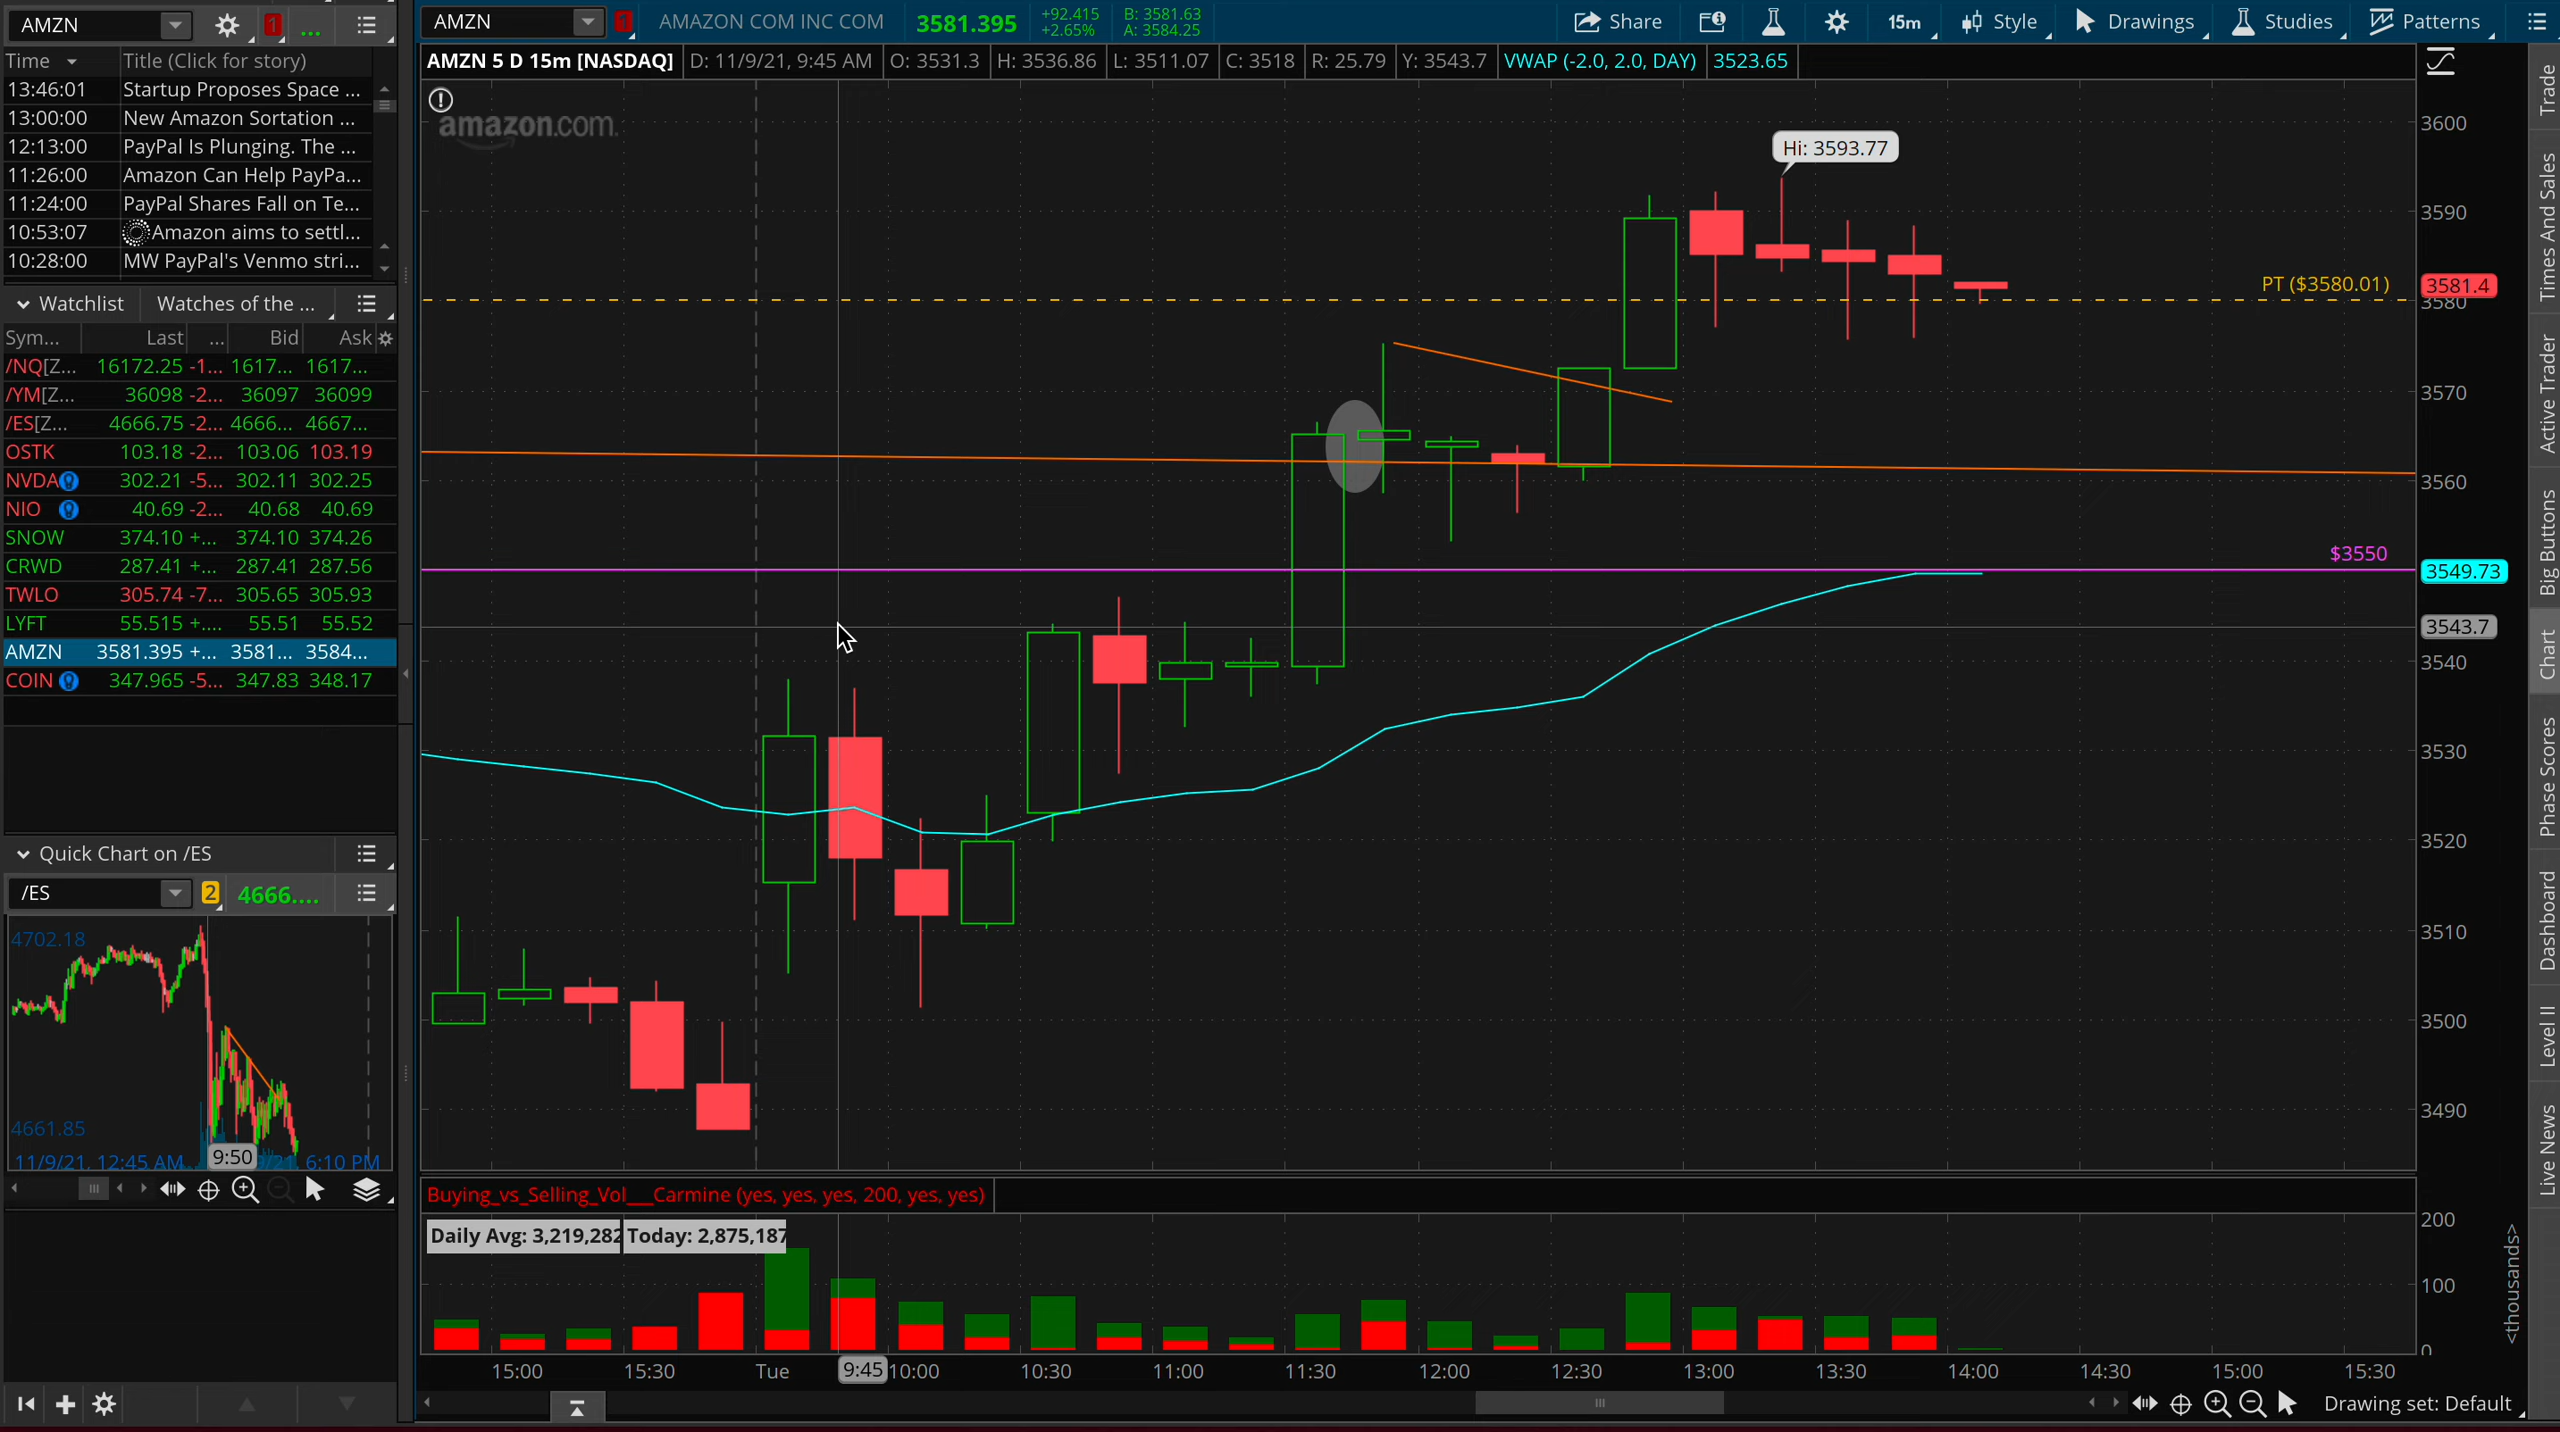 AMZN
1
...
Time
Title (Click for story)
13:46:01 Startup Proposes Space ...
13:00:00 New Amazon Sortation ...
12:13:00 PayPal Is Plunging. The ...
11:26:00 Amazon Can Help PayPa...
11:24:00 PayPal Shares Fall on Te...
10:53:07 Amazon aims to settl...
10:28:00 MW PayPal's Venmo stri...
Watchlist
Watches of the ...
Sym... Last ... Bid Ask
/NQ[Z... 16172.25 -1... 1617... 1617...
/YM[Z... 36098 -2... 36097 36099
/ES[Z... 4666.75 -2... 4666... 4667...
OSTK 103.18 -2... 103.06 103.19
NVDA 302.21 -5... 302.11 302.25
NIO 40.69 -2... 40.68 40.69
SNOW 374.10 +... 374.10 374.26
CRWD 287.41 +... 287.41 287.56
TWLO 305.74 -7... 305.65 305.93
LYFT 55.515 +.... 55.51 55.52
AMZN 3581.395 +... 3581... 3584...
COIN 347.965 -5... 347.83 348.17
Quick Chart on /ES
/ES
2
4666....
4702.18
4661.85
11/9/21, 12:45 AM
9:50
6:10 PM
AMZN
1
AMAZON COM INC COM
3581.395
+92.415
+2.65%
B: 3581.63
A: 3584.25
Share
15m
Style
Drawings
Studies
Patterns
AMZN 5 D 15m [NASDAQ]
D: 11/9/21, 9:45 AM
O: 3531.3
H: 3536.86
L: 3511.07
C: 3518
R: 25.79
Y: 3543.7
VWAP (-2.0, 2.0, DAY)
3523.65
amazon.com.
Hi: 3593.77
PT ($3580.01)
$3550
3600
3590
3581.4
3580
3570
3560
3549.73
3543.7
3540
3530
3520
3510
3500
3490
Buying_vs_Selling_Vol___Carmine (yes, yes, yes, 200, yes, yes)
Daily Avg: 3,219,282
Today: 2,875,187
200
100
0
<thousands>
15:00
15:30
Tue
9:45
10:00
10:30
11:00
11:30
12:00
12:30
13:00
13:30
14:00
14:30
15:00
15:30
Drawing set: Default
Trade
Times And Sales
Active Trader
Big Buttons
Chart
Phase Scores
Dashboard
Level II
Live News